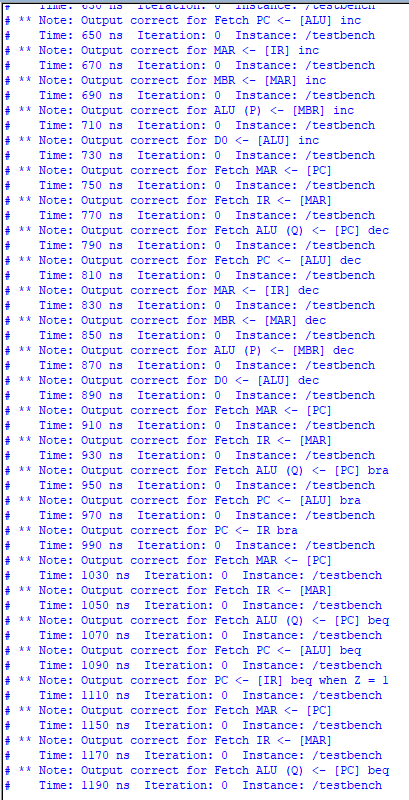 #    Time: 630 ns  Iteration: 0  Instance: /testbench
# ** Note: Output correct for Fetch PC <- [ALU] inc
#    Time: 650 ns  Iteration: 0  Instance: /testbench
# ** Note: Output correct for MAR <- [IR] inc
#    Time: 670 ns  Iteration: 0  Instance: /testbench
# ** Note: Output correct for MBR <- [MAR] inc
#    Time: 690 ns  Iteration: 0  Instance: /testbench
# ** Note: Output correct for ALU (P) <- [MBR] inc
#    Time: 710 ns  Iteration: 0  Instance: /testbench
# ** Note: Output correct for D0 <- [ALU] inc
#    Time: 730 ns  Iteration: 0  Instance: /testbench
# ** Note: Output correct for Fetch MAR <- [PC]
#    Time: 750 ns  Iteration: 0  Instance: /testbench
# ** Note: Output correct for Fetch IR <- [MAR]
#    Time: 770 ns  Iteration: 0  Instance: /testbench
# ** Note: Output correct for Fetch ALU (Q) <- [PC] dec
#    Time: 790 ns  Iteration: 0  Instance: /testbench
# ** Note: Output correct for Fetch PC <- [ALU] dec
#    Time: 810 ns  Iteration: 0  Instance: /testbench
# ** Note: Output correct for MAR <- [IR] dec
#    Time: 830 ns  Iteration: 0  Instance: /testbench
# ** Note: Output correct for MBR <- [MAR] dec
#    Time: 850 ns  Iteration: 0  Instance: /testbench
# ** Note: Output correct for ALU (P) <- [MBR] dec
#    Time: 870 ns  Iteration: 0  Instance: /testbench
# ** Note: Output correct for D0 <- [ALU] dec
#    Time: 890 ns  Iteration: 0  Instance: /testbench
# ** Note: Output correct for Fetch MAR <- [PC]
#    Time: 910 ns  Iteration: 0  Instance: /testbench
# ** Note: Output correct for Fetch IR <- [MAR]
#    Time: 930 ns  Iteration: 0  Instance: /testbench
# ** Note: Output correct for Fetch ALU (Q) <- [PC] bra
#    Time: 950 ns  Iteration: 0  Instance: /testbench
# ** Note: Output correct for Fetch PC <- [ALU] bra
#    Time: 970 ns  Iteration: 0  Instance: /testbench
# ** Note: Output correct for PC <- IR bra
#    Time: 990 ns  Iteration: 0  Instance: /testbench
# ** Note: Output correct for Fetch MAR <- [PC]
#    Time: 1030 ns  Iteration: 0  Instance: /testbench
# ** Note: Output correct for Fetch IR <- [MAR]
#    Time: 1050 ns  Iteration: 0  Instance: /testbench
# ** Note: Output correct for Fetch ALU (Q) <- [PC] beq
#    Time: 1070 ns  Iteration: 0  Instance: /testbench
# ** Note: Output correct for Fetch PC <- [ALU] beq
#    Time: 1090 ns  Iteration: 0  Instance: /testbench
# ** Note: Output correct for PC <- [IR] beq when Z = 1
#    Time: 1110 ns  Iteration: 0  Instance: /testbench
# ** Note: Output correct for Fetch MAR <- [PC]
#    Time: 1150 ns  Iteration: 0  Instance: /testbench
# ** Note: Output correct for Fetch IR <- [MAR]
#    Time: 1170 ns  Iteration: 0  Instance: /testbench
# ** Note: Output correct for Fetch ALU (Q) <- [PC] beq
#    Time: 1190 ns  Iteration: 0  Instance: /testbench